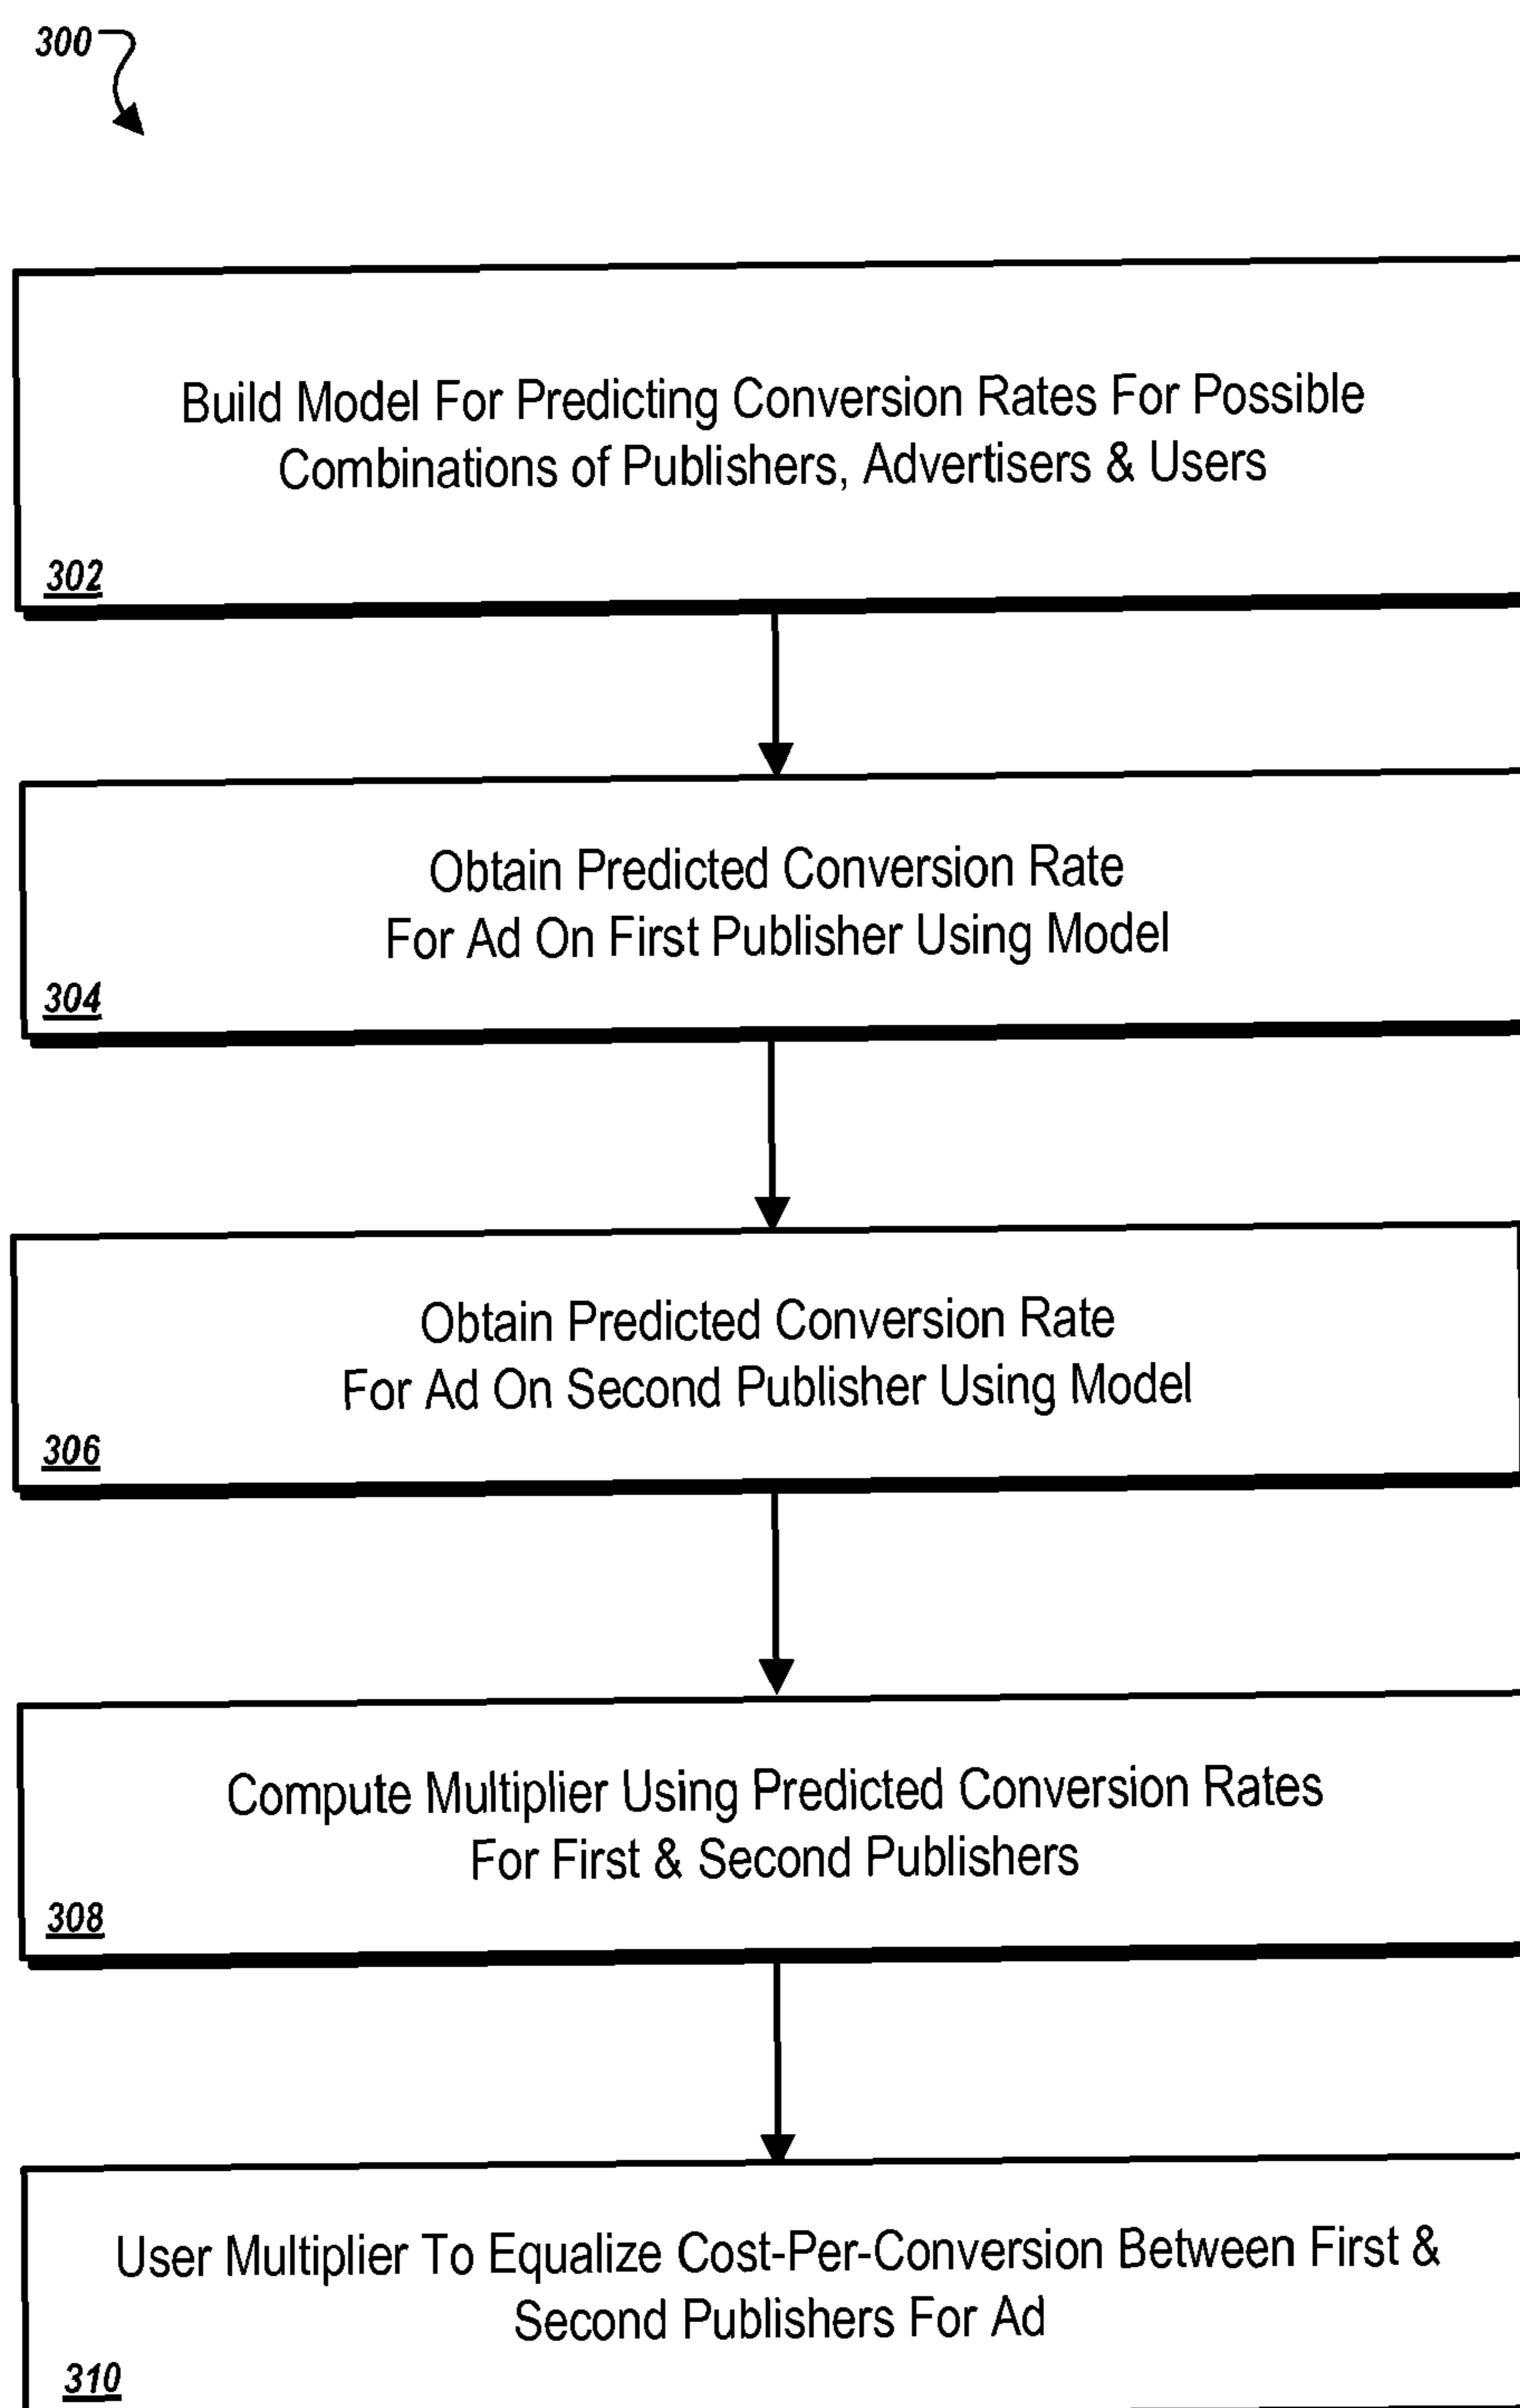 300
Build Model For Predicting Conversion Rates For Possible
Combinations of Publishers, Advertisers & Users
302
Obtain Predicted Conversion Rate
For Ad On First Publisher Using Model
304
Obtain Predicted Conversion Rate
For Ad On Second Publisher Using Model
306
Compute Multiplier Using Predicted Conversion Rates
For First & Second Publishers
308
User Multiplier To Equalize Cost-Per-Conversion Between First &
Second Publishers For Ad
310